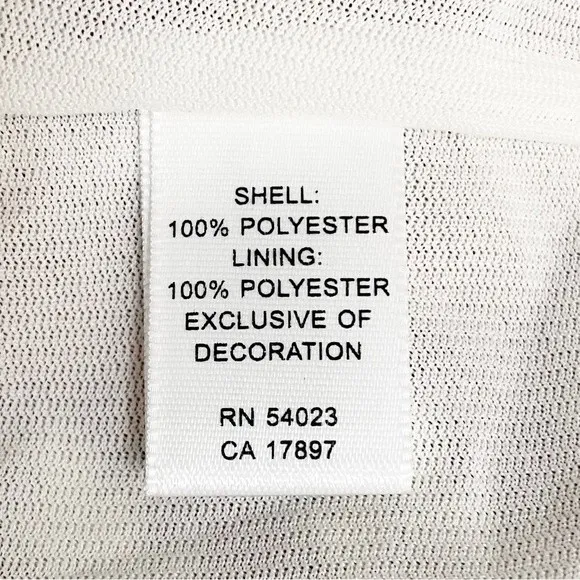 SHELL:
100% POLYESTER
LINING:
100% POLYESTER
EXCLUSIVE OF
DECORATION
RN 54023
CA 17897